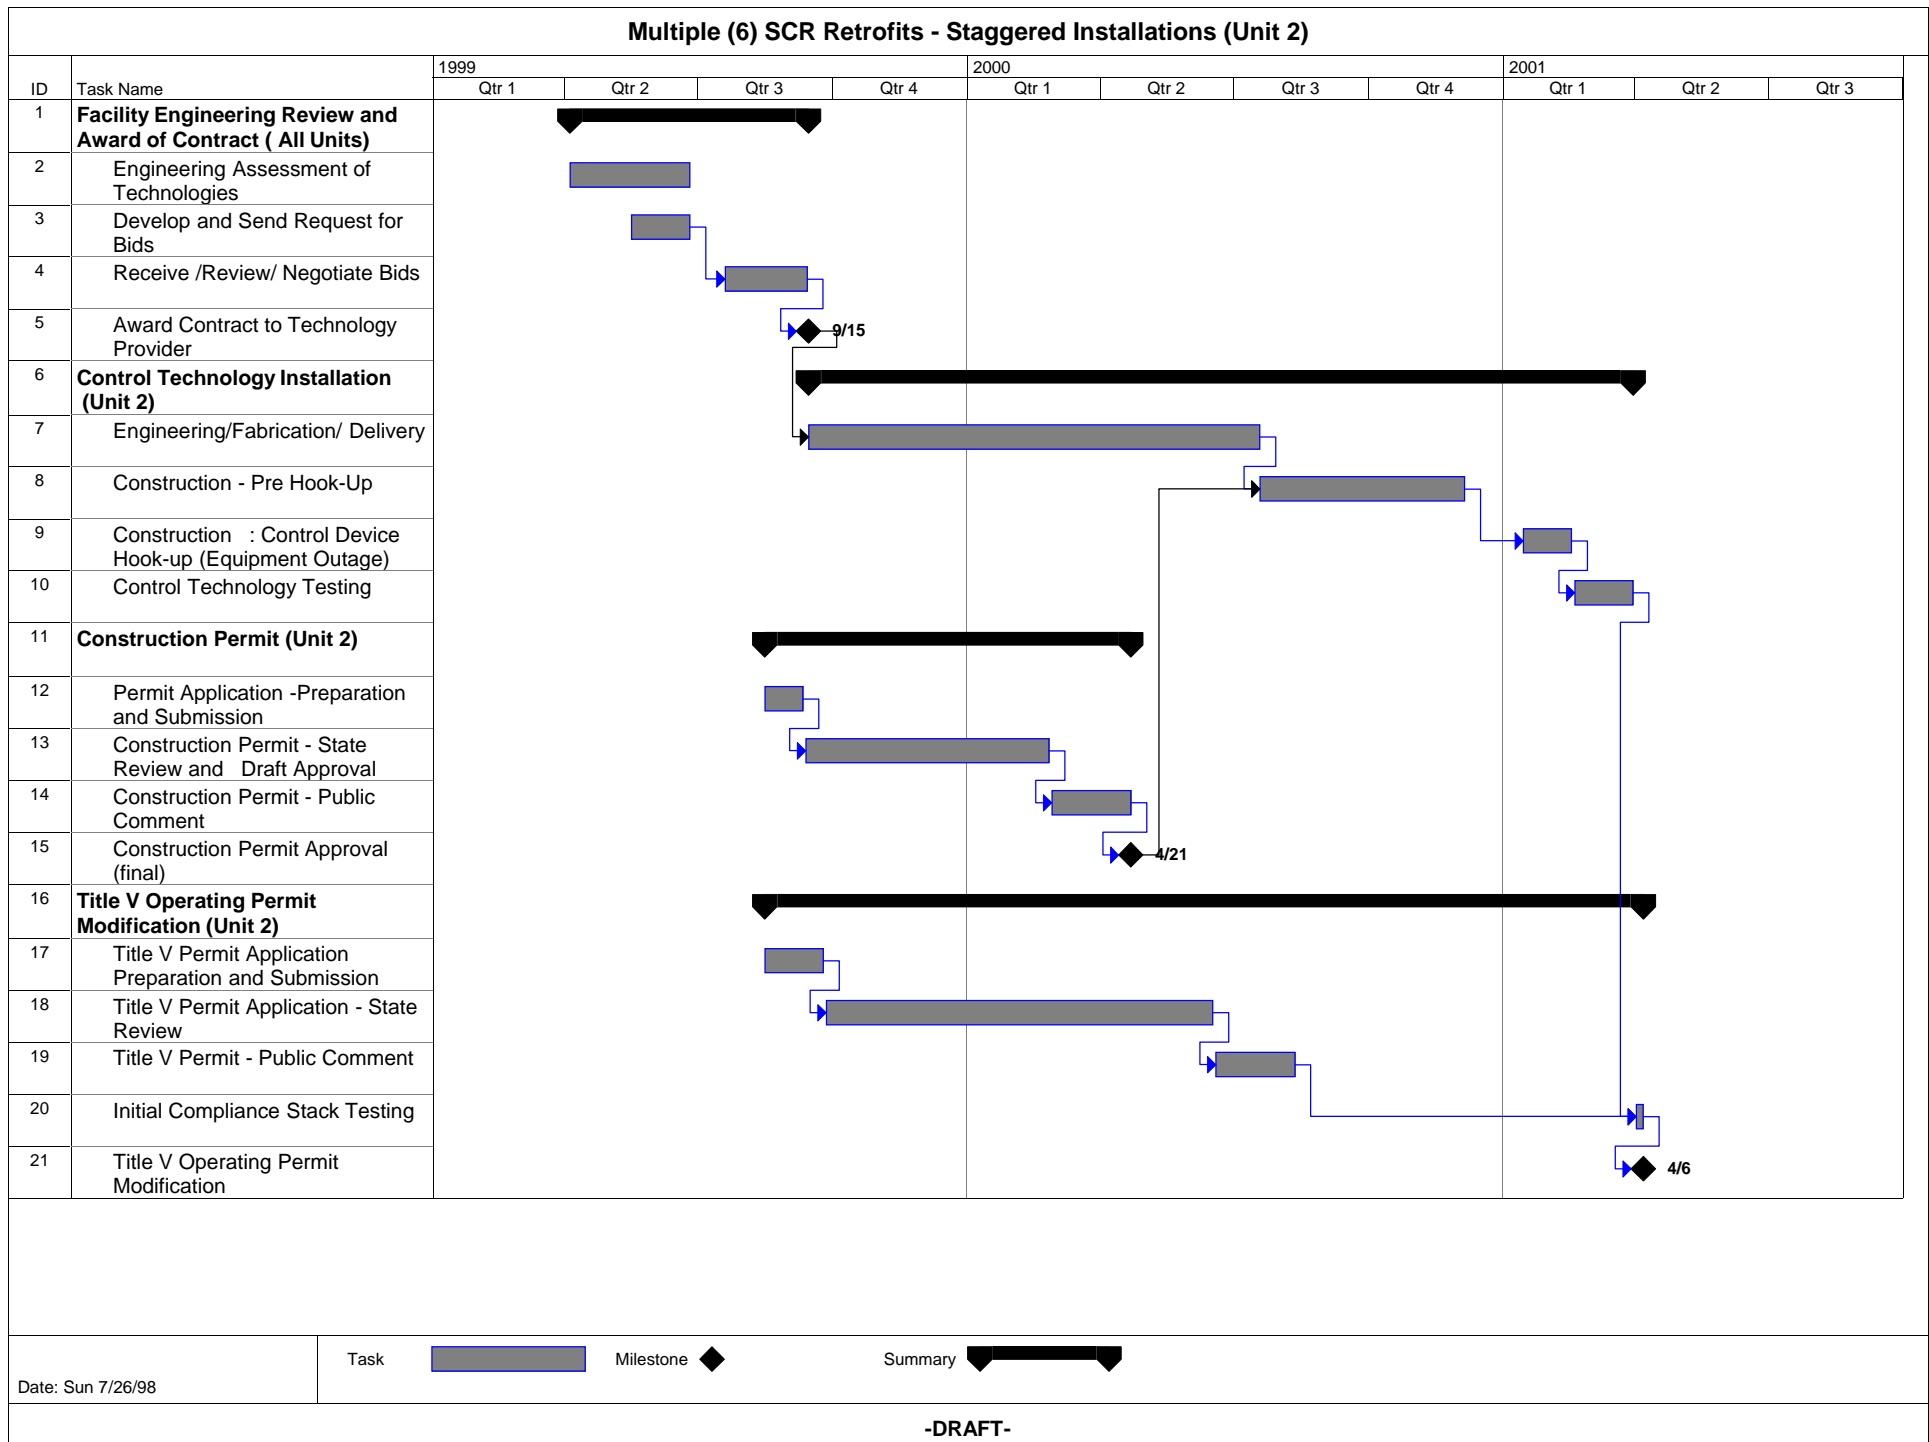 Multiple (6) SCR Retrofits - Staggered Installations (Unit 2)
1999 2000 2001
ID Task Name Qtr 1 Qtr 2 Qtr 3 Qtr 4 Qtr 1 Qtr 2 Qtr 3 Qtr 4 Qtr 1 Qtr 2 Qtr 3
1 Facility Engineering Review and
Award of Contract ( All Units)
2 Engineering Assessment of
Technologies
3 Develop and Send Request for
Bids
4 Receive /Review/ Negotiate Bids
5 Award Contract to Technology
Provider
9/15
6 Control Technology Installation
(Unit 2)
7 Engineering/Fabrication/ Delivery
8 Construction - Pre Hook-Up
9 Construction : Control Device
Hook-up (Equipment Outage)
10 Control Technology Testing
11 Construction Permit (Unit 2)
12 Permit Application -Preparation
and Submission
13 Construction Permit - State
Review and Draft Approval
14 Construction Permit - Public
Comment
15 Construction Permit Approval
(final)
4/21
16 Title V Operating Permit
Modification (Unit 2)
17 Title V Permit Application
Preparation and Submission
18 Title V Permit Application - State
Review
19 Title V Permit - Public Comment
20 Initial Compliance Stack Testing
21 Title V Operating Permit
Modification
4/6
Task Milestone Summary
Date: Sun 7/26/98
-DRAFT-